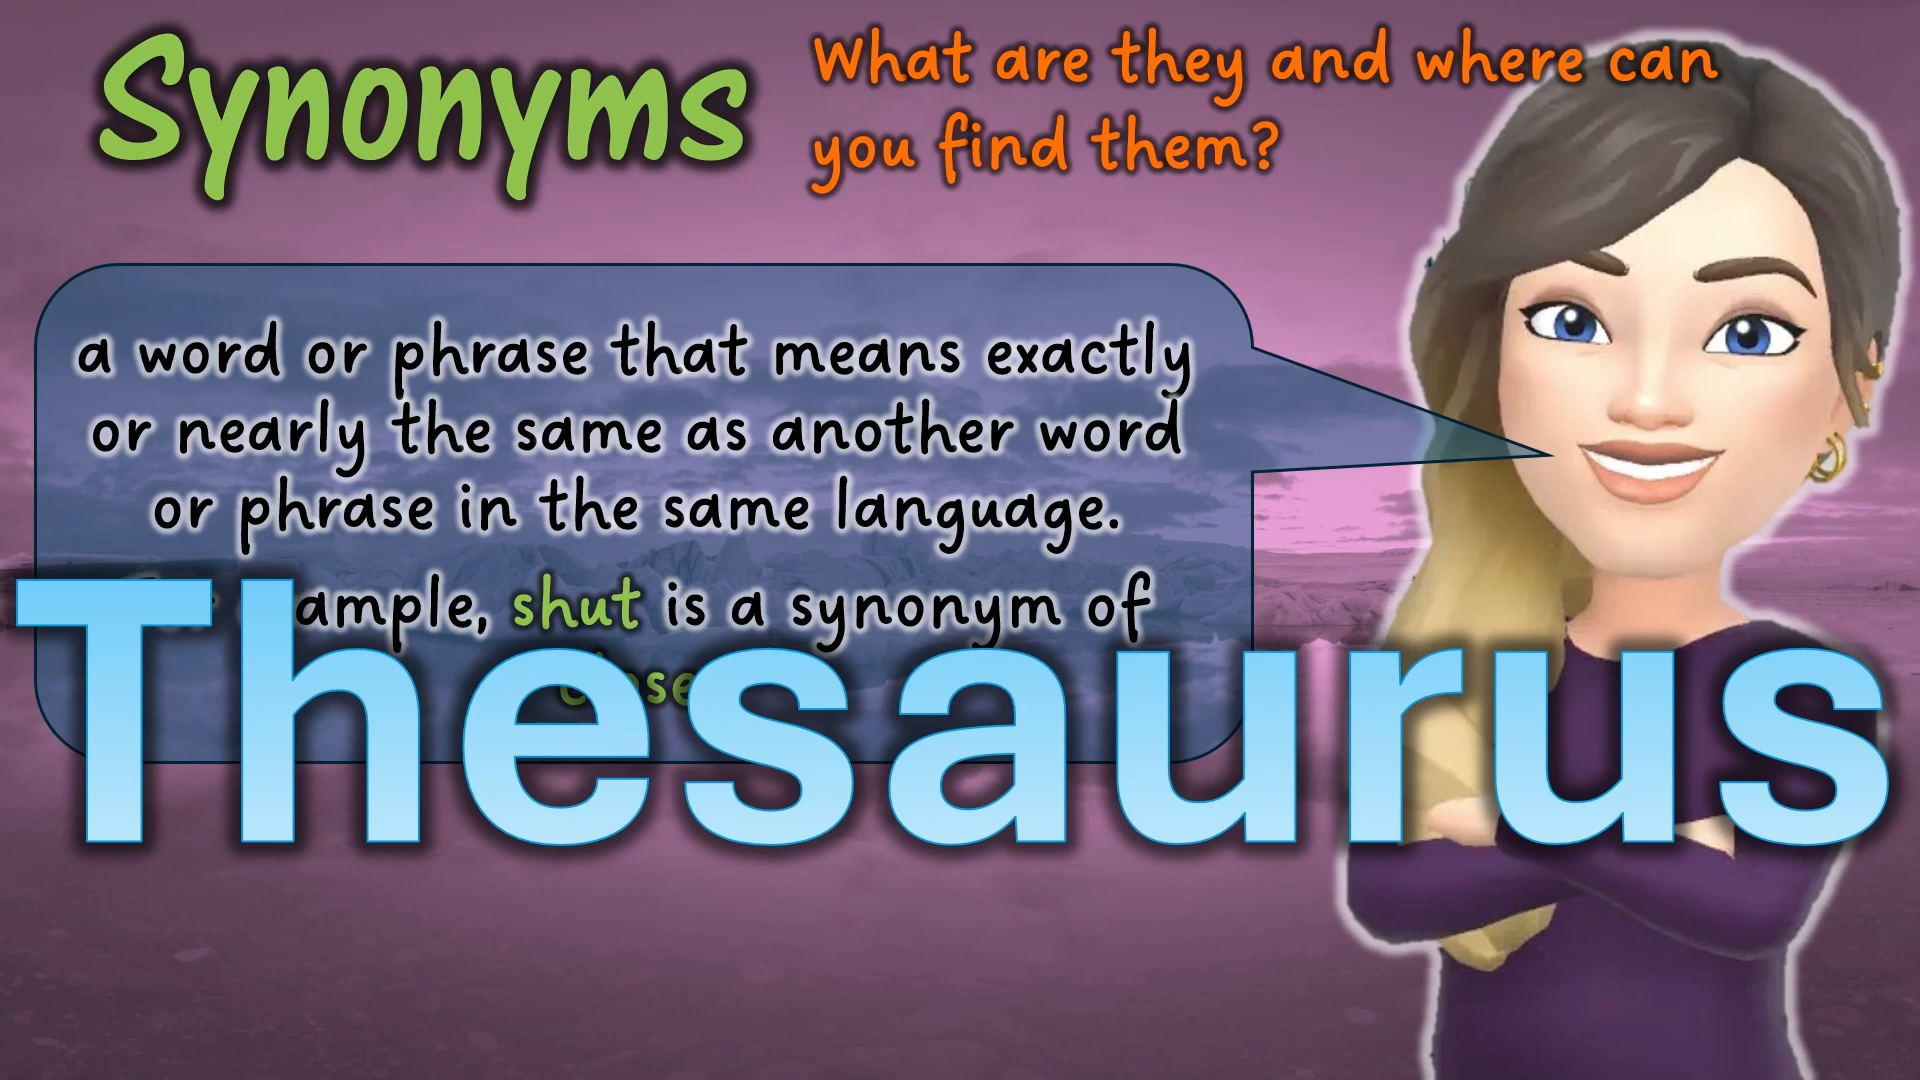 Synonyms
What are they and where can
you find them?
a word or phrase that means exactly
or nearly the same as another word
or phrase in the same language.
ample, shut is a synonym of
Thesaurus